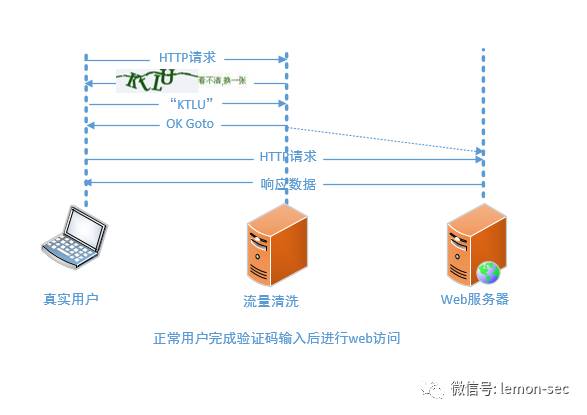 HTTP请求
KTLU
看不清,换一张
“KTLU”
OK Goto
HTTP请求
响应数据
真实用户
流量清洗
Web服务器
正常用户完成验证码输入后进行web访问
微信号: lemon-sec